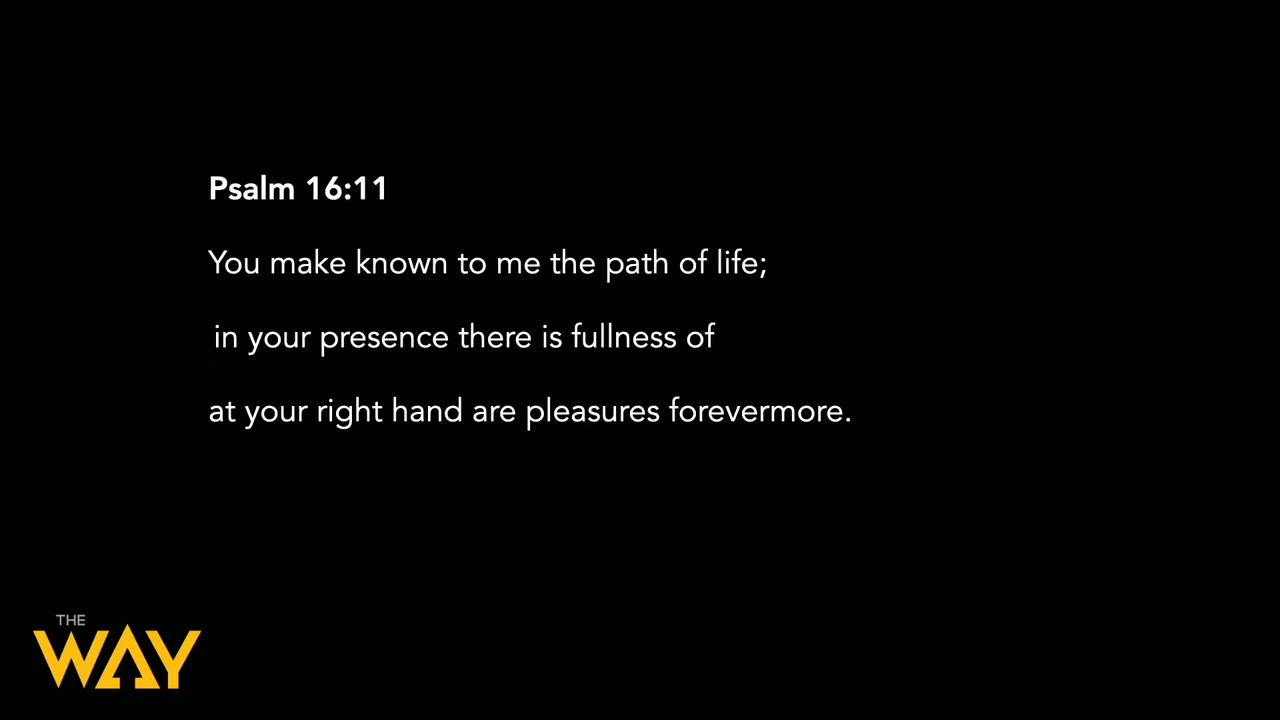 Psalm 16:11
You make known to me the path of life;
in your presence there is fullness of
at your right hand are pleasures forevermore.
THE
WAY